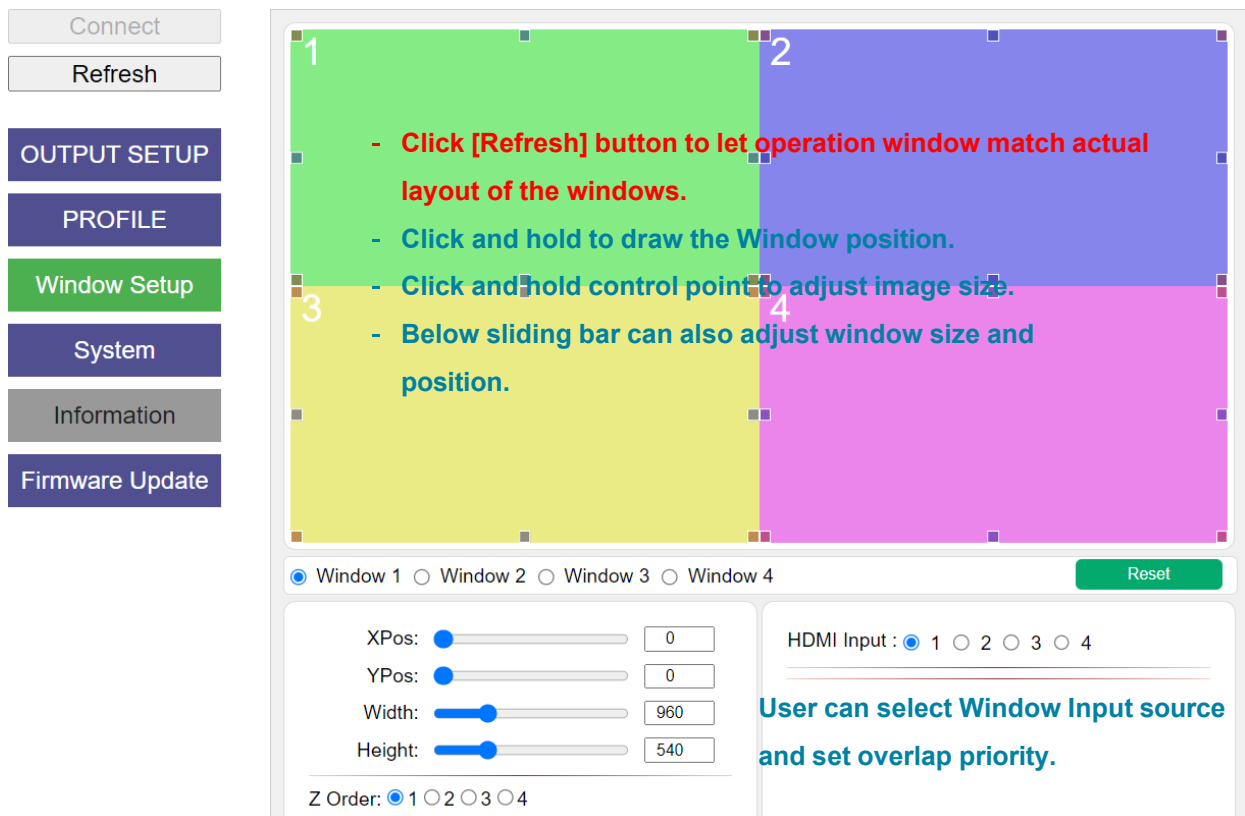 Connect
Refresh
OUTPUT SETUP
PROFILE
Window Setup
System
Information
Firmware Update
1
2
- Click [Refresh] button to let operation window match actual
layout of the windows.
- Click and hold to draw the Window position.
- Click and hold control point to adjust image size.
3
4
- Below sliding bar can also adjust window size and
position.
Window 1 Window 2 Window 3 Window 4
Reset
XPos: 0
YPos: 0
Width: 960
Height: 540
Z Order: 1 2 3 4
HDMI Input : 1 2 3 4
User can select Window Input source
and set overlap priority.